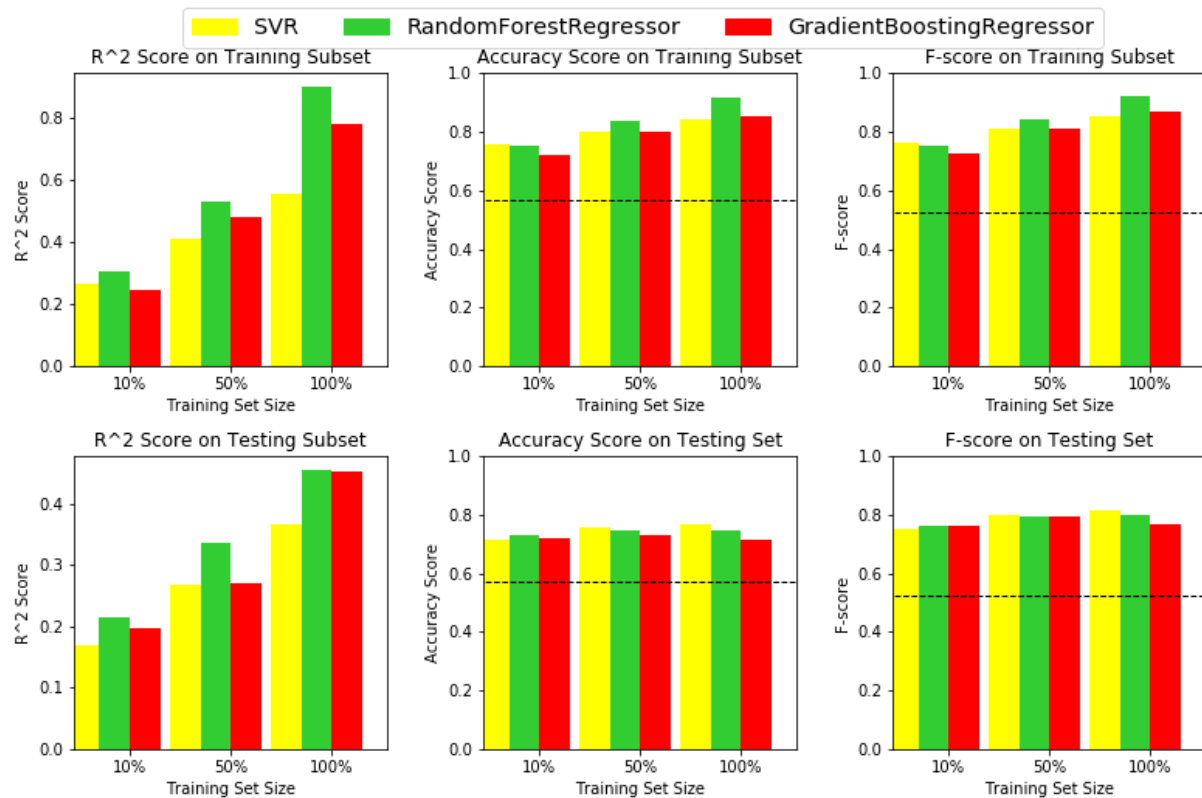 SVR RandomForestRegressor GradientBoostingRegressor
R^2 Score on Training Subset
0.8
0.6
0.4
0.2
0.0
R^2 Score
10% 50% 100%
Training Set Size
Accuracy Score on Training Subset
1.0
0.8
0.6
0.4
0.2
0.0
Accuracy Score
10% 50% 100%
Training Set Size
F-score on Training Subset
1.0
0.8
0.6
0.4
0.2
0.0
F-score
10% 50% 100%
Training Set Size
R^2 Score on Testing Subset
0.4
0.3
0.2
0.1
0.0
R^2 Score
10% 50% 100%
Training Set Size
Accuracy Score on Testing Set
1.0
0.8
0.6
0.4
0.2
0.0
Accuracy Score
10% 50% 100%
Training Set Size
F-score on Testing Set
1.0
0.8
0.6
0.4
0.2
0.0
F-score
10% 50% 100%
Training Set Size